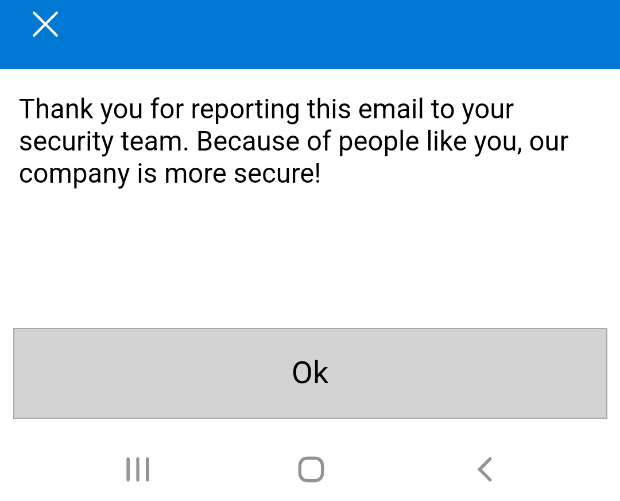 Thank you for reporting this email to your
security team. Because of people like you, our
company is more secure!
Ok